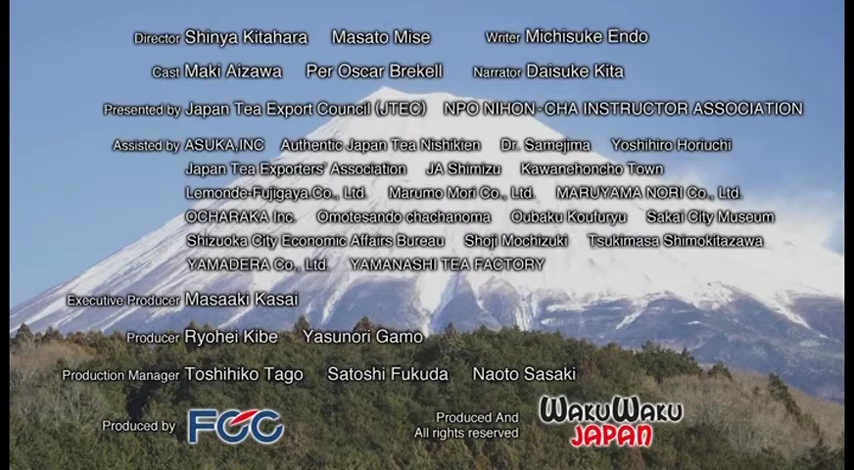 Director Shinya Kitahara Masato Mise Writer Michisuke Endo
Cast Maki Aizawa Per Oscar Brekell Narrator Daisuke Kita
Presented by Japan Tea Export Council (JTEC) NPO NIHON-CHA INSTRUCTOR ASSOCIATION
Assisted by ASUKA,INC Authentic Japan Tea Nishikien Dr. Samejima Yoshihiro Horiuchi
Japan Tea Exporters' Association JA Shimizu Kawanehoncho Town
Lemonde-Fujigaya.Co., Ltd. Marumo Mori Co., Ltd. MARUYAMA NORI Co., Ltd.
OCHARAKA Inc. Omotesando chachanoma Oubaku Koufuryu Sakai City Museum
Shizuoka City Economic Affairs Bureau Shoji Mochizuki Tsukimasa Shimokitazawa
YAMADERA Co., Ltd. YAMANASHI TEA FACTORY
Executive Producer Masaaki Kasai
Producer Ryohei Kibe Yasunori Gamo
Production Manager Toshihiko Tago Satoshi Fukuda Naoto Sasaki
Produced by FCC
Produced And
All rights reserved
WAKUWAKU
JAPAN